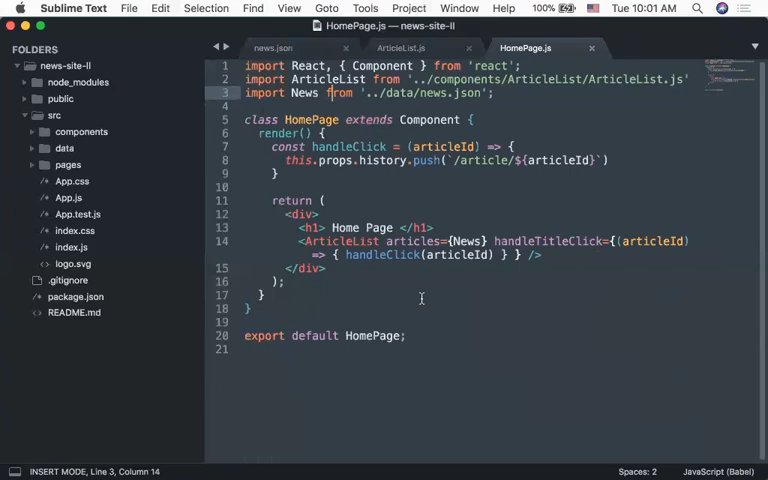 Sublime Text File Edit Selection Find View Goto Tools Project Window Help 100% Tue 10:01 AM
HomePage.js — news-site-II
FOLDERS
news-site-II
node_modules
public
src
components
data
pages
App.css
App.js
App.test.js
index.css
index.js
logo.svg
.gitignore
package.json
README.md
news.json ArticleList.js HomePage.js
1 import React, { Component } from 'react';
2 import ArticleList from '../components/ArticleList/ArticleList.js'
3 import News from '../data/news.json';
4
5 class HomePage extends Component {
6 render() {
7 const handleClick = (articleId) => {
8 this.props.history.push(`/article/${articleId}`)
9 }
10
11 return (
12 <div>
13 <h1> Home Page </h1>
14 <ArticleList articles={News} handleTitleClick={(articleId)
=> { handleClick(articleId) } } />
15 </div>
16 );
17 }
18 }
19
20 export default HomePage;
21
INSERT MODE, Line 3, Column 14 Spaces: 2 JavaScript (Babel)